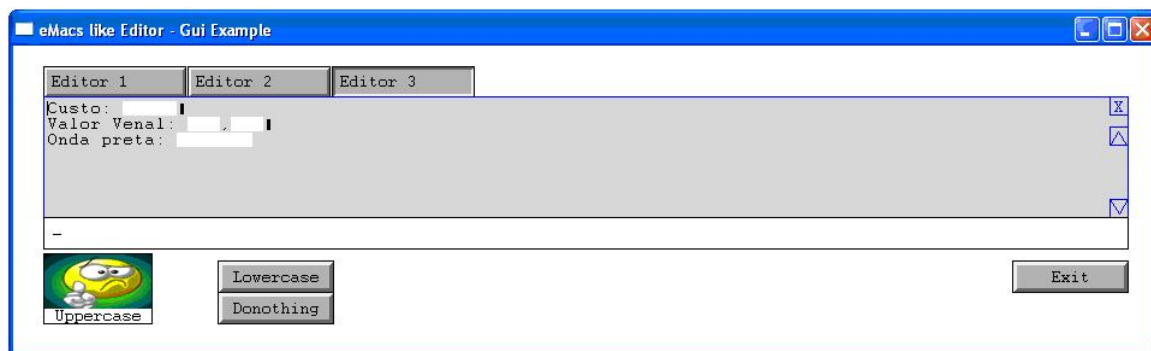 eMacs like Editor - Gui Example
Editor 1 Editor 2 Editor 3
Custo:
X
Valor Venal: ,
Onda preta:
–
Lowercase
Exit
Donothing
Uppercase